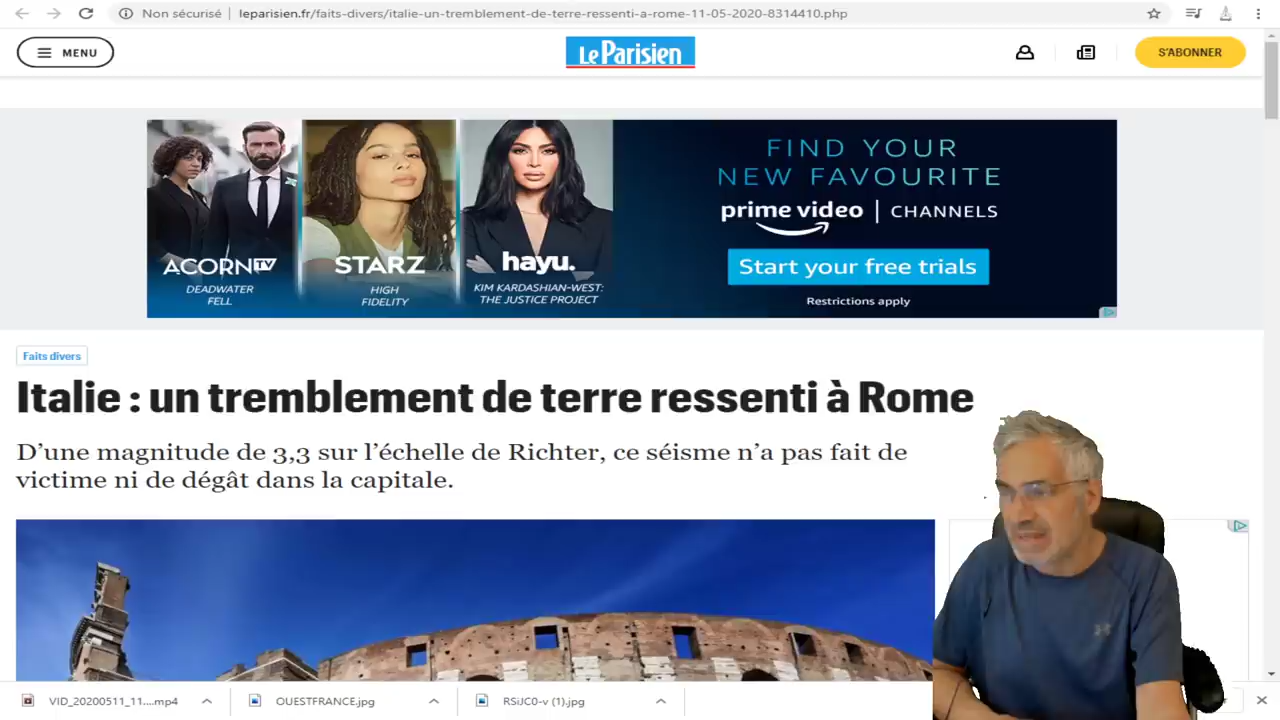 Non sécurisé
leparisien.fr/faits-divers/italie-un-tremblement-de-terre-ressenti-a-rome-11-05-2020-8314410.php
MENU
Le Parisien
S'ABONNER
ACORN TV
DEADWATER
FELL
STARZ
HIGH
FIDELITY
hayu.
KIM KARDASHIAN-WEST:
THE JUSTICE PROJECT
FIND YOUR
NEW FAVOURITE
prime video | CHANNELS
Start your free trials
Restrictions apply
Faits divers
Italie : un tremblement de terre ressenti à Rome
D’une magnitude de 3,3 sur l’échelle de Richter, ce séisme n’a pas fait de
victime ni de dégât dans la capitale.
VID_20200511_11....mp4
OUESTFRANCE.jpg
RSiJC0-v (1).jpg